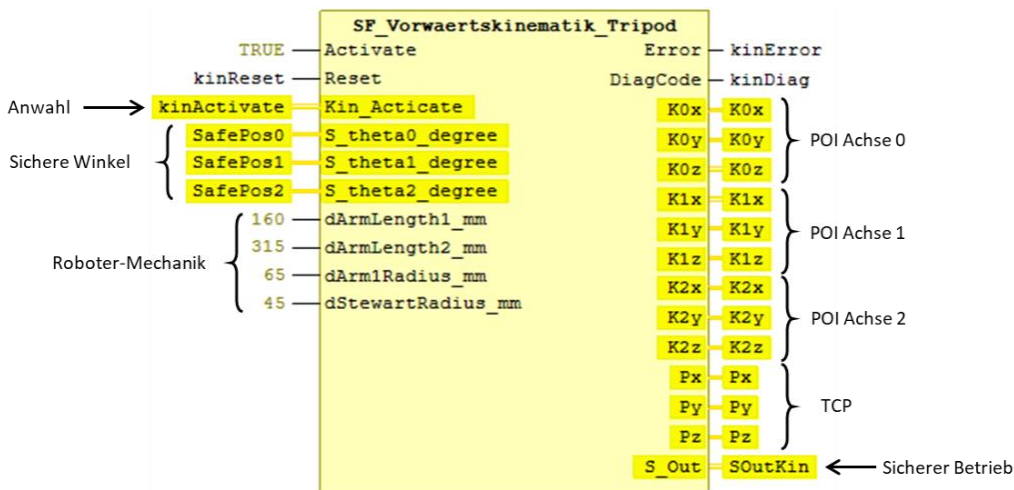 SF_Vorwaertskinematik_Tripod
TRUE Activate Error kinError
kinReset Reset DiagCode kinDiag
Anwahl kinActivate Kin_Acticate K0x K0x
SafePos0 S_theta0_degree K0y K0y POI Achse 0
Sichere Winkel SafePos1 S_theta1_degree K0z K0z
SafePos2 S_theta2_degree K1x K1x
160 dArmLength1_mm K1y K1y POI Achse 1
315 dArmLength2_mm K1z K1z
Roboter-Mechanik 65 dArm1Radius_mm K2x K2x
45 dStewartRadius_mm K2y K2y POI Achse 2
K2z K2z
Px Px
Py Py TCP
Pz Pz
S_Out SOutKin Sicherer Betrieb